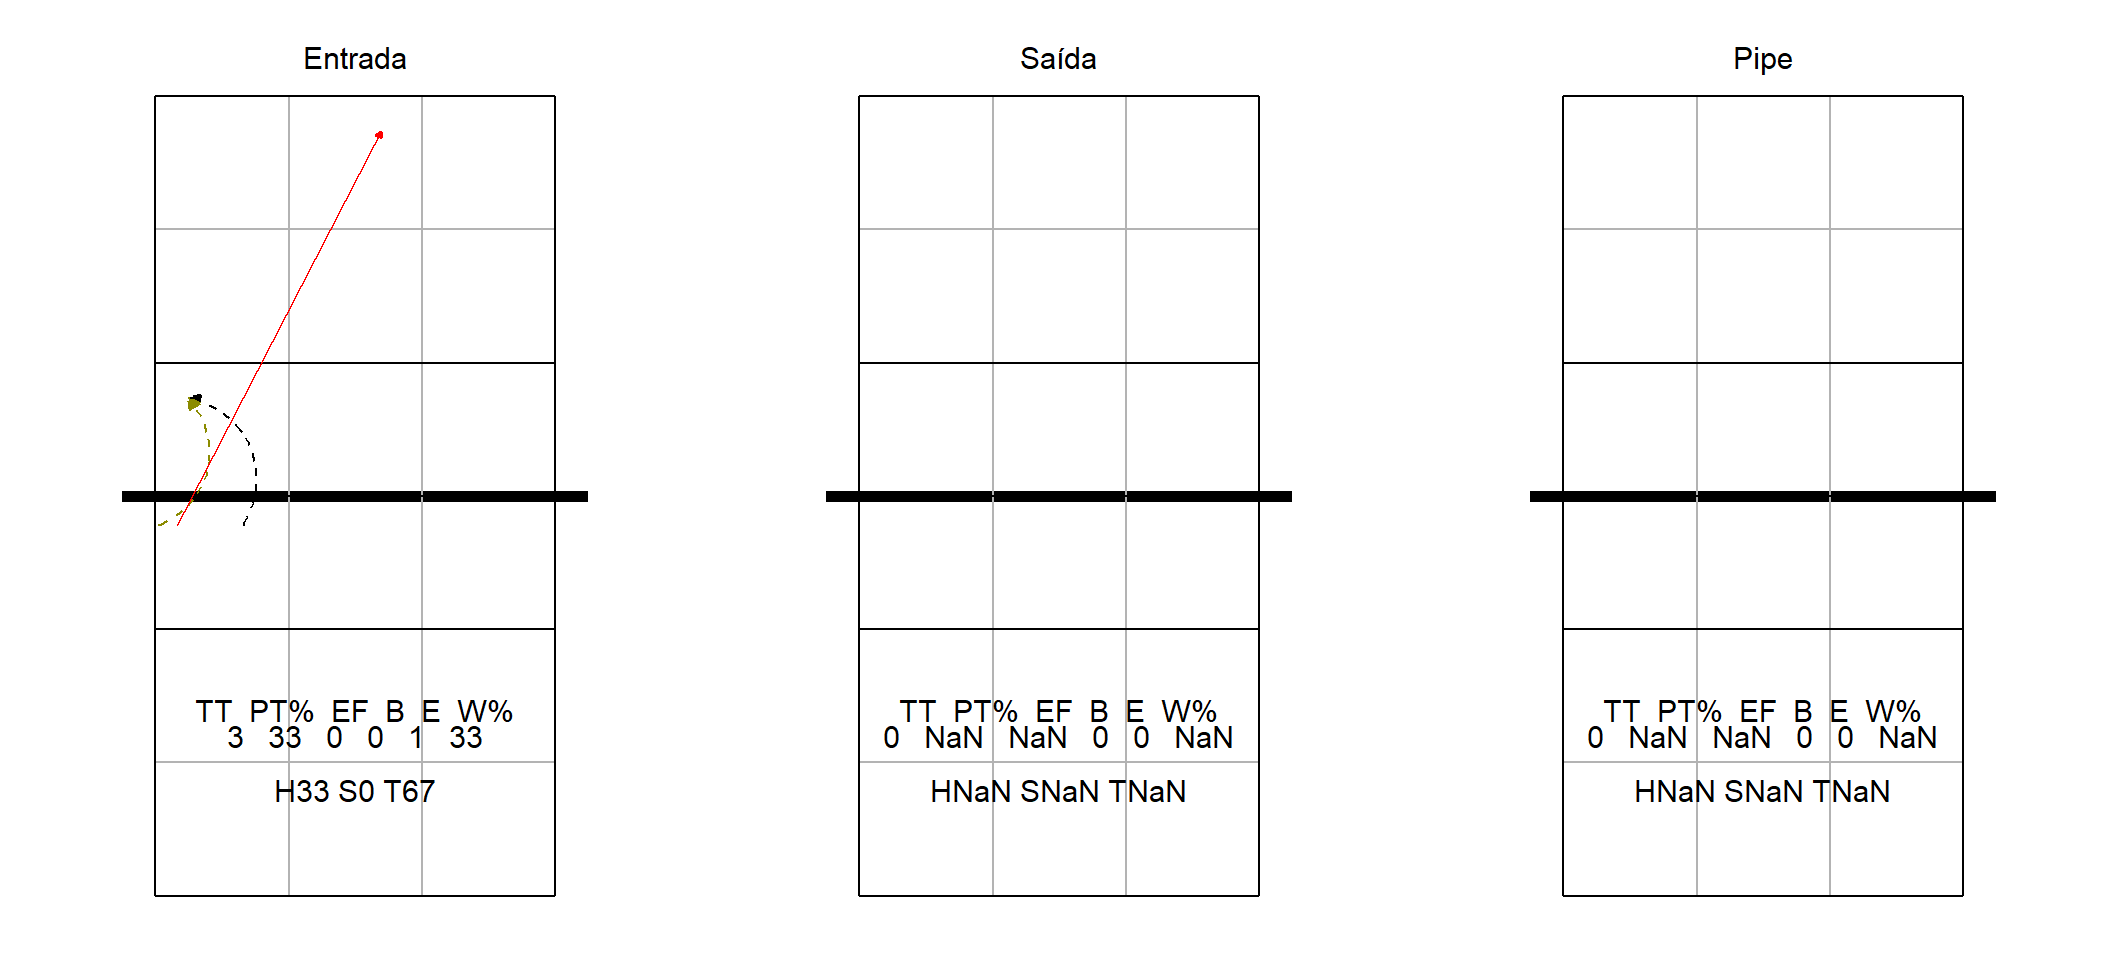 Entrada
TT PT% EF B E W%
3 33 0 0 1 33
H33 S0 T67
Saída
TT PT% EF B E W%
0 NaN NaN 0 0 NaN
HNaN SNaN TNaN
Pipe
TT PT% EF B E W%
0 NaN NaN 0 0 NaN
HNaN SNaN TNaN